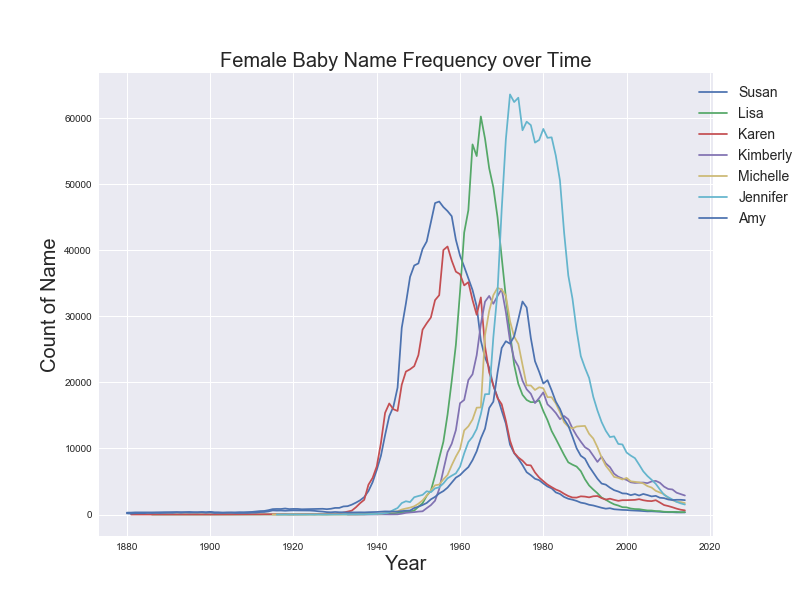 Female Baby Name Frequency over Time
Susan
Lisa
Karen
Kimberly
Michelle
Jennifer
Amy
Count of Name
60000
50000
40000
30000
20000
10000
0
1880 1900 1920 1940 1960 1980 2000 2020
Year